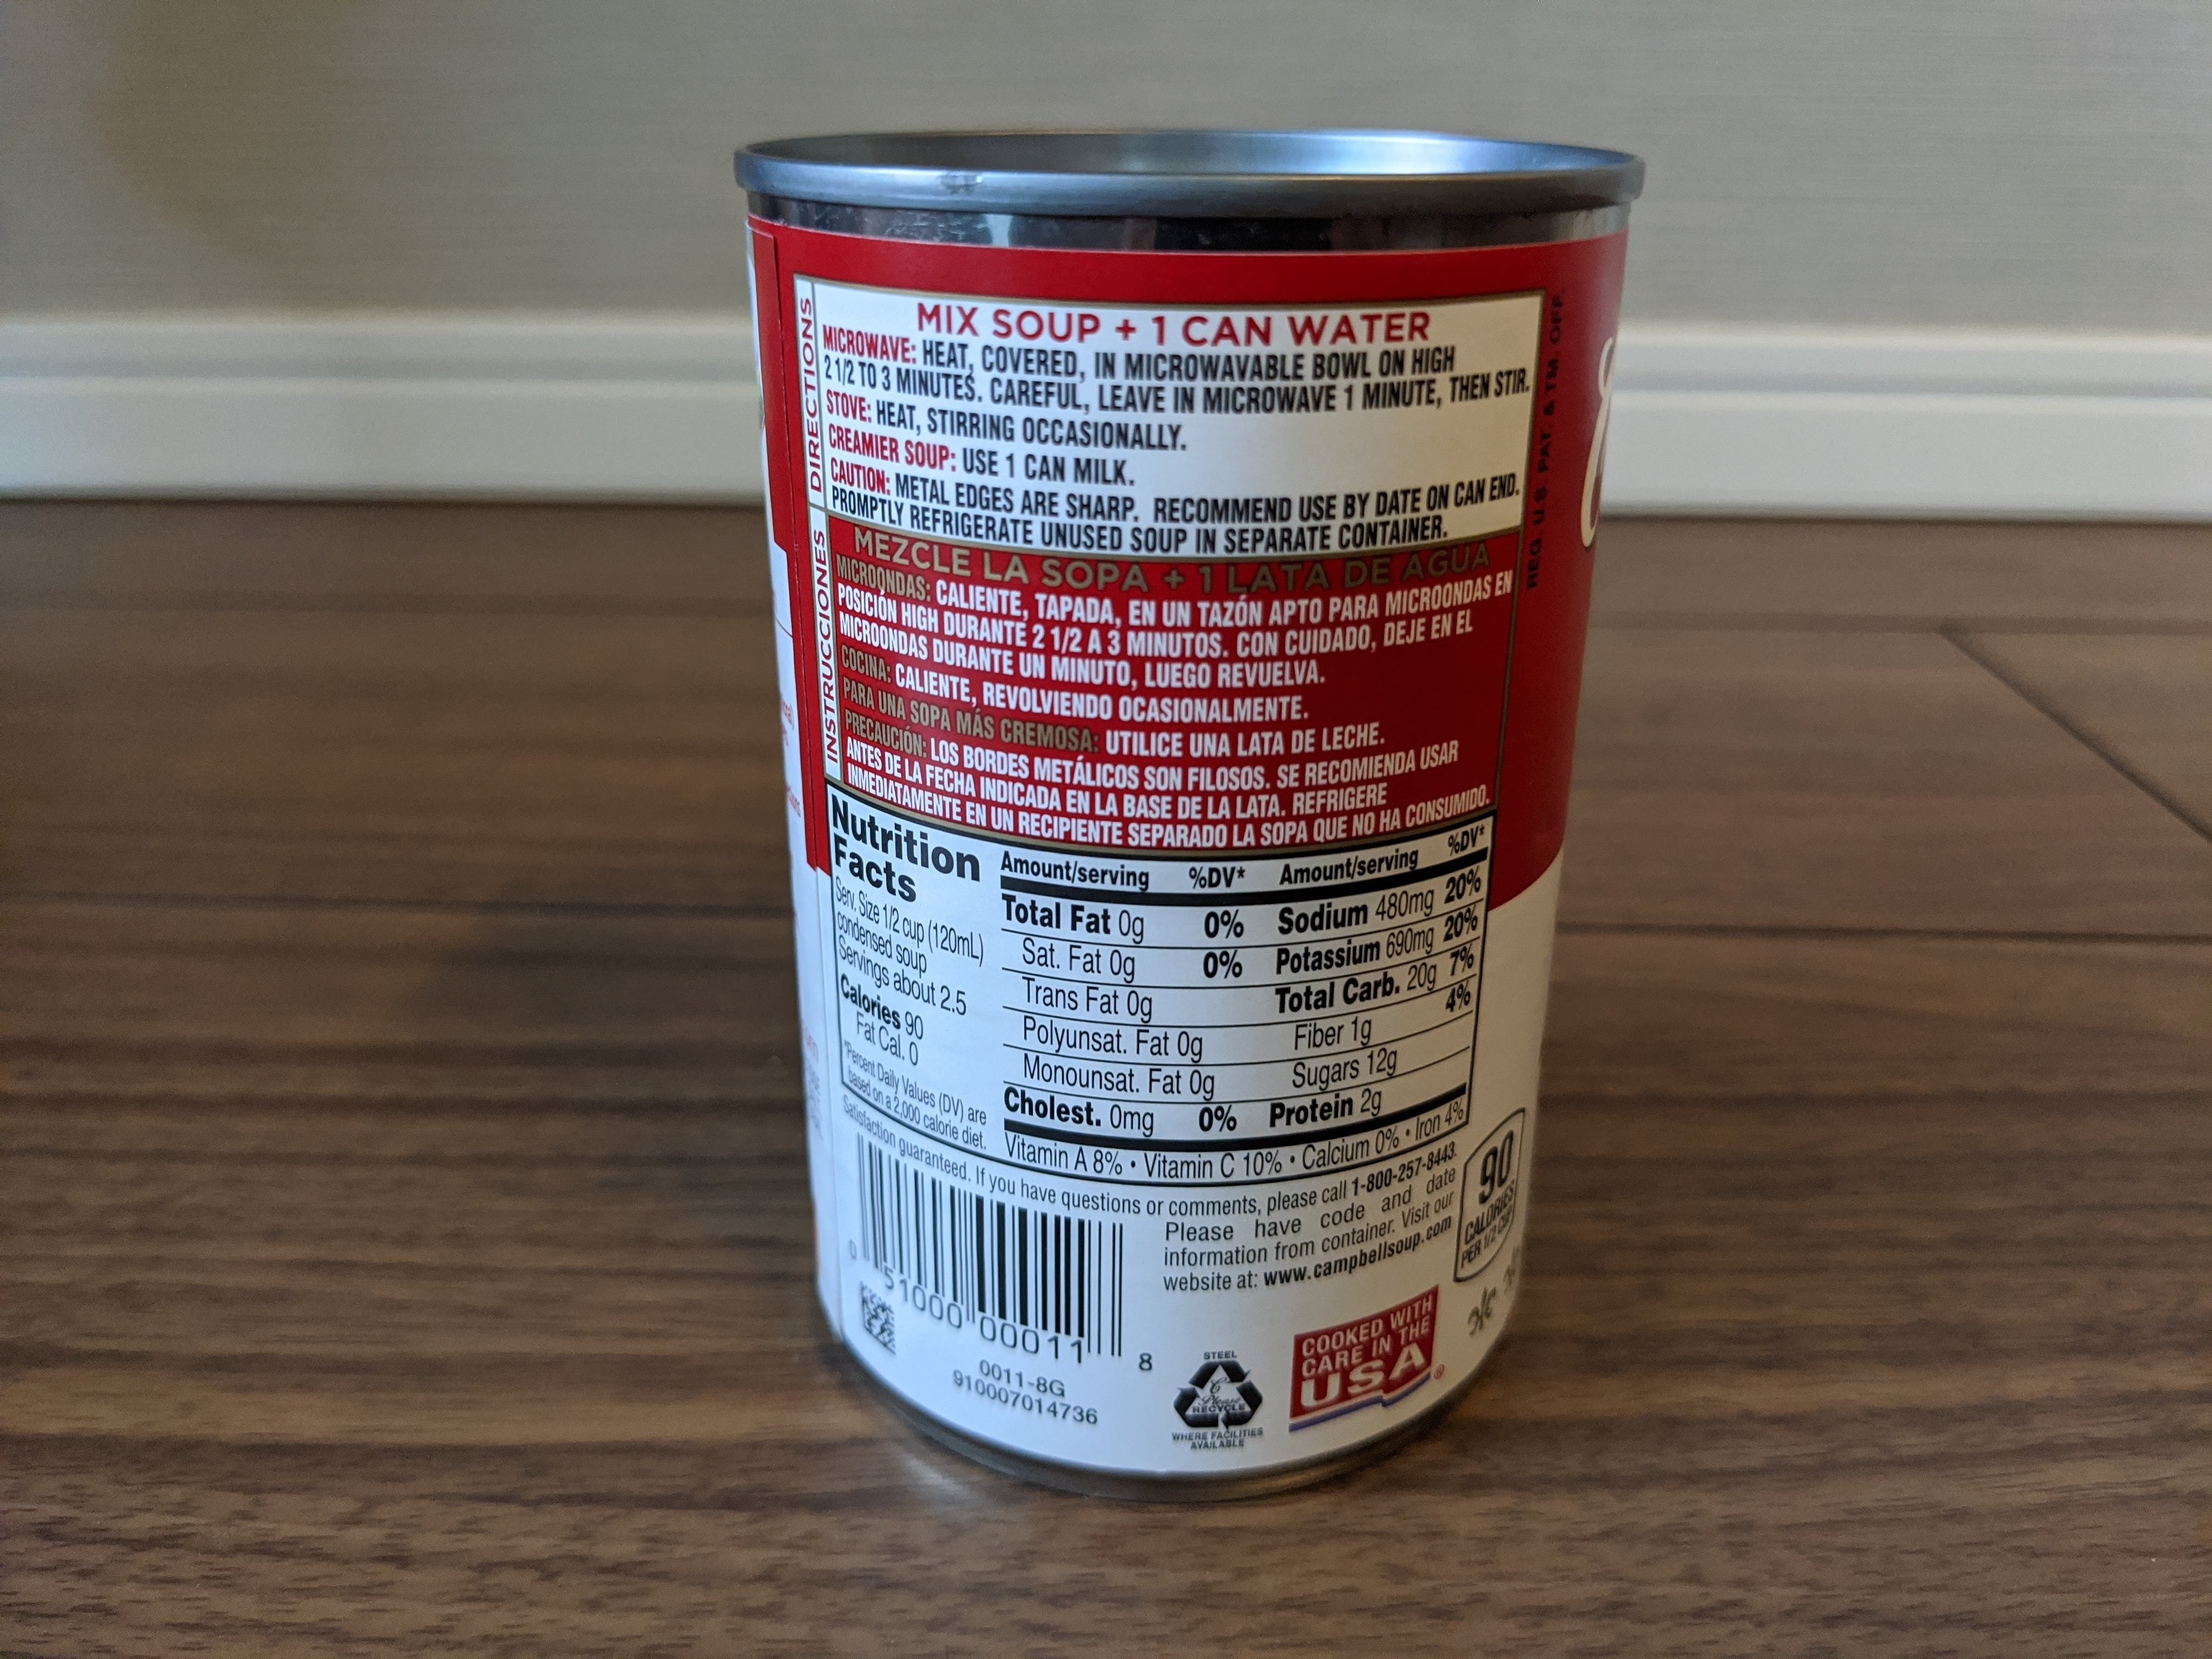 DIRECTIONS
MIX SOUP + 1 CAN WATER
MICROWAVE: HEAT, COVERED, IN MICROWAVABLE BOWL ON HIGH
2 1/2 TO 3 MINUTES. CAREFUL, LEAVE IN MICROWAVE 1 MINUTE, THEN STIR.
STOVE: HEAT, STIRRING OCCASIONALLY.
CREAMIER SOUP: USE 1 CAN MILK.
CAUTION: METAL EDGES ARE SHARP. RECOMMEND USE BY DATE ON CAN END.
PROMPTLY REFRIGERATE UNUSED SOUP IN SEPARATE CONTAINER.
REG. U.S. PAT. & TM. OFF.
INSTRUCCIONES
MEZCLE LA SOPA + 1 LATA DE AGUA
MICROONDAS: CALIENTE, TAPADA, EN UN TAZÓN APTO PARA MICROONDAS EN
POSICIÓN HIGH DURANTE 2 1/2 A 3 MINUTOS. CON CUIDADO, DEJE EN EL
MICROONDAS DURANTE UN MINUTO, LUEGO REVUELVA.
COCINA: CALIENTE, REVOLVIENDO OCASIONALMENTE.
PARA UNA SOPA MÁS CREMOSA: UTILICE UNA LATA DE LECHE.
PRECAUCIÓN: LOS BORDES METÁLICOS SON FILOSOS. SE RECOMIENDA USAR
ANTES DE LA FECHA INDICADA EN LA BASE DE LA LATA. REFRIGERE
INMEDIATAMENTE EN UN RECIPIENTE SEPARADO LA SOPA QUE NO HA CONSUMIDO.
Nutrition
Facts
Serv. Size 1/2 cup (120mL)
condensed soup
Servings about 2.5
Calories 90
Fat Cal. 0
*Percent Daily Values (DV) are
based on a 2,000 calorie diet.
Amount/serving %DV*
Total Fat 0g 0%
Sat. Fat 0g 0%
Trans Fat 0g
Polyunsat. Fat 0g
Monounsat. Fat 0g
Cholest. 0mg 0%
Amount/serving %DV*
Sodium 480mg 20%
Potassium 690mg 20%
Total Carb. 20g 7%
Fiber 1g 4%
Sugars 12g
Protein 2g
Vitamin A 8% • Vitamin C 10% • Calcium 0% • Iron 4%
Satisfaction guaranteed. If you have questions or comments, please call 1-800-257-8443.
Please have code and date
information from container. Visit our
website at: www.campbellsoup.com
90
CALORIES
PER 1/2 CUP
0 51000 00011 8
0011-8G
910007014736
STEEL
Please
RECYCLE
WHERE FACILITIES
AVAILABLE
COOKED WITH
CARE IN THE
USA®